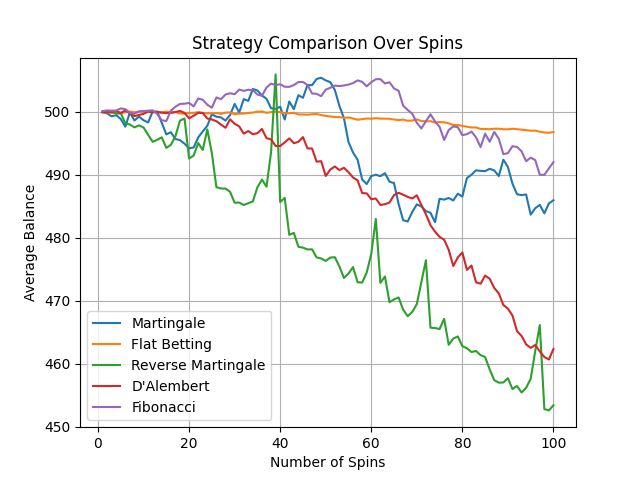 Strategy Comparison Over Spins
500
490
480
470
460
450
Average Balance
Martingale
Flat Betting
Reverse Martingale
D'Alembert
Fibonacci
0 20 40 60 80 100
Number of Spins